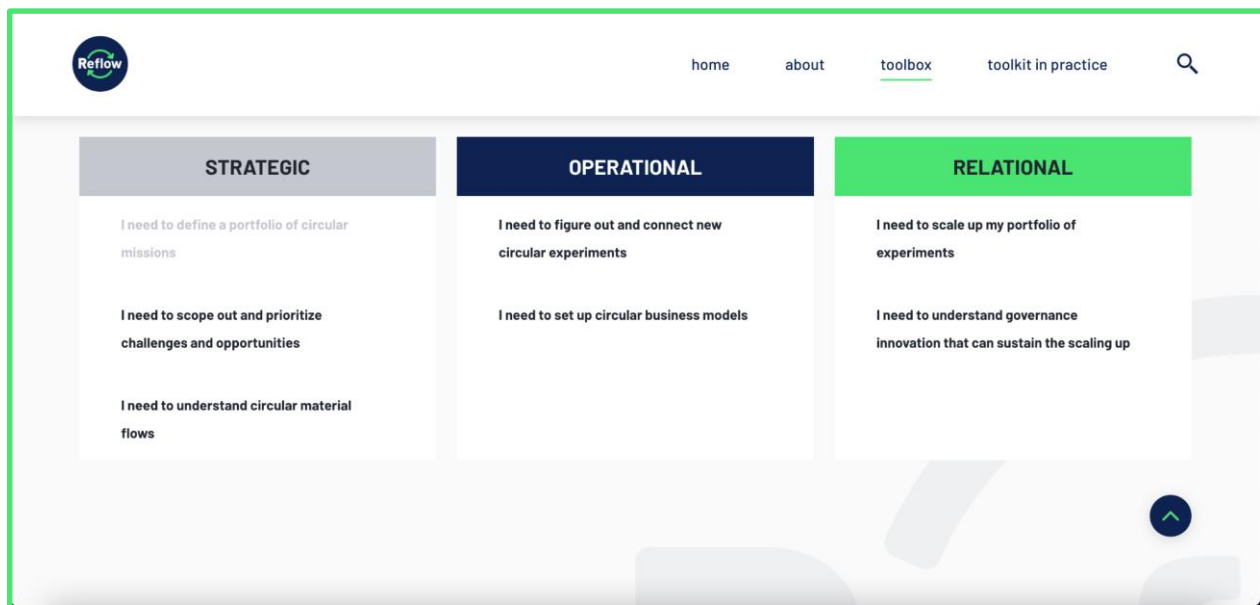 Reflow
home
about
toolbox
toolkit in practice
STRATEGIC
I need to define a portfolio of circular
missions
I need to scope out and prioritize
challenges and opportunities
I need to understand circular material
flows
OPERATIONAL
I need to figure out and connect new
circular experiments
I need to set up circular business models
RELATIONAL
I need to scale up my portfolio of
experiments
I need to understand governance
innovation that can sustain the scaling up